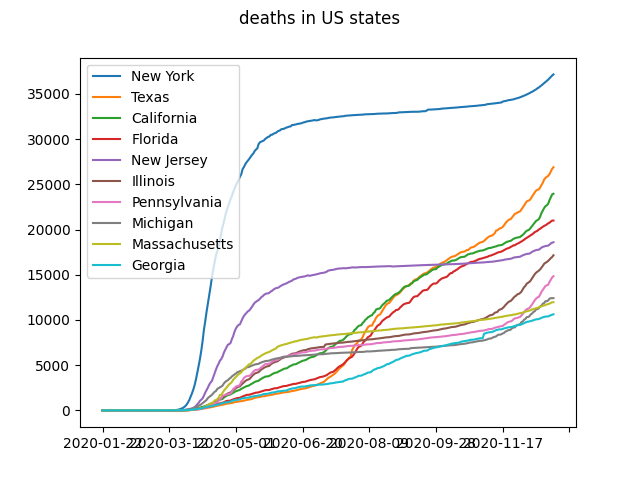 deaths in US states
New York
Texas
California
Florida
New Jersey
Illinois
Pennsylvania
Michigan
Massachusetts
Georgia
35000
30000
25000
20000
15000
10000
5000
0
2020-01-22 2020-03-12 2020-05-01 2020-06-20 2020-08-09 2020-09-28 2020-11-17